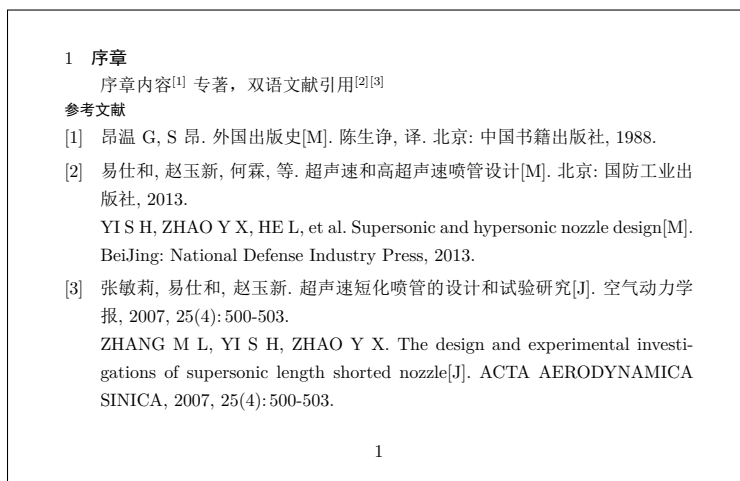 1 序章
序章内容[1] 专著，双语文献引用[2][3]
参考文献
[1] 昂温 G, S 昂. 外国出版史[M]. 陈生诤, 译. 北京: 中国书籍出版社, 1988.
[2] 易仕和, 赵玉新, 何霖, 等. 超声速和高超声速喷管设计[M]. 北京: 国防工业出
版社, 2013.
YI S H, ZHAO Y X, HE L, et al. Supersonic and hypersonic nozzle design[M].
BeiJing: National Defense Industry Press, 2013.
[3] 张敏莉, 易仕和, 赵玉新. 超声速短化喷管的设计和试验研究[J]. 空气动力学
报, 2007, 25(4): 500-503.
ZHANG M L, YI S H, ZHAO Y X. The design and experimental investi-
gations of supersonic length shorted nozzle[J]. ACTA AERODYNAMICA
SINICA, 2007, 25(4): 500-503.
1